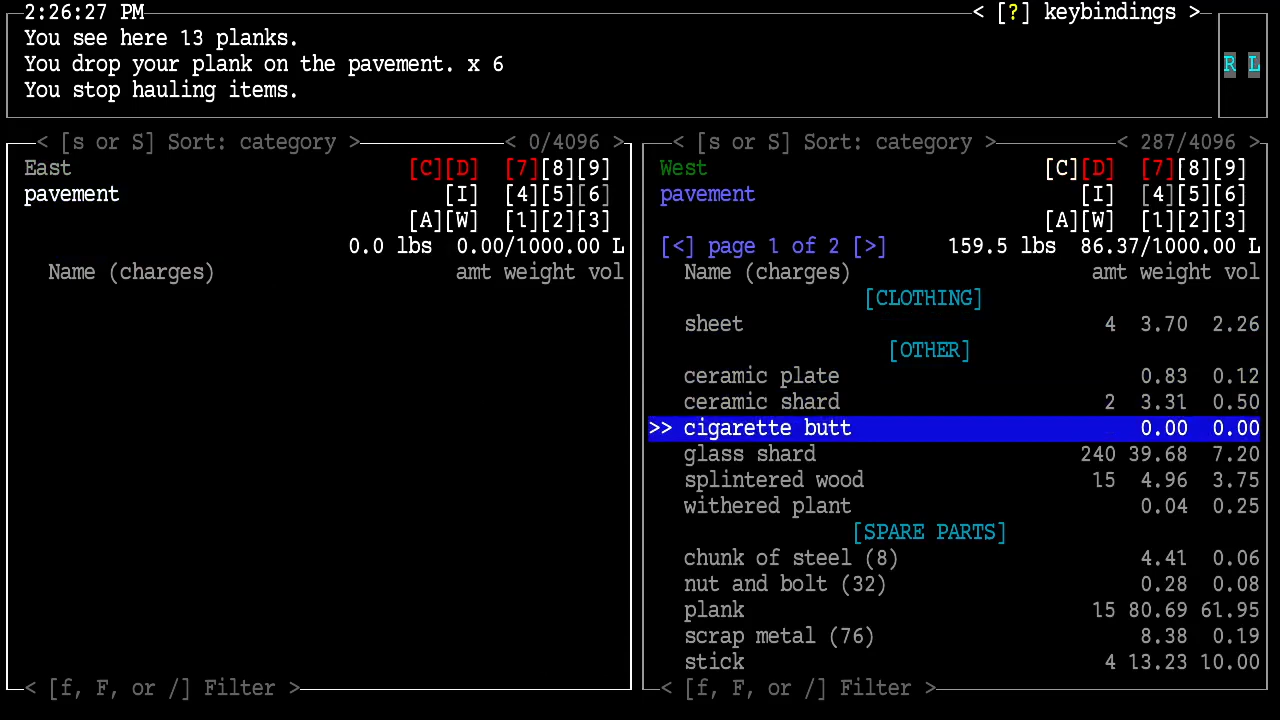 2:26:27 PM < [?] keybindings >
You see here 13 planks.
You drop your plank on the pavement. x 6 R L
You stop hauling items.
< [s or S] Sort: category > < 0/4096 >
East [C][D] [7][8][9]
pavement [I] [4][5][6]
[A][W] [1][2][3]
0.0 lbs 0.00/1000.00 L
Name (charges) amt weight vol
< [f, F, or /] Filter >
< [s or S] Sort: category > < 287/4096 >
West [C][D] [7][8][9]
pavement [I] [4][5][6]
[A][W] [1][2][3]
[<] page 1 of 2 [>] 159.5 lbs 86.37/1000.00 L
Name (charges) amt weight vol
[CLOTHING]
sheet 4 3.70 2.26
[OTHER]
ceramic plate 0.83 0.12
ceramic shard 2 3.31 0.50
>> cigarette butt 0.00 0.00
glass shard 240 39.68 7.20
splintered wood 15 4.96 3.75
withered plant 0.04 0.25
[SPARE PARTS]
chunk of steel (8) 4.41 0.06
nut and bolt (32) 0.28 0.08
plank 15 80.69 61.95
scrap metal (76) 8.38 0.19
stick 4 13.23 10.00
< [f, F, or /] Filter >